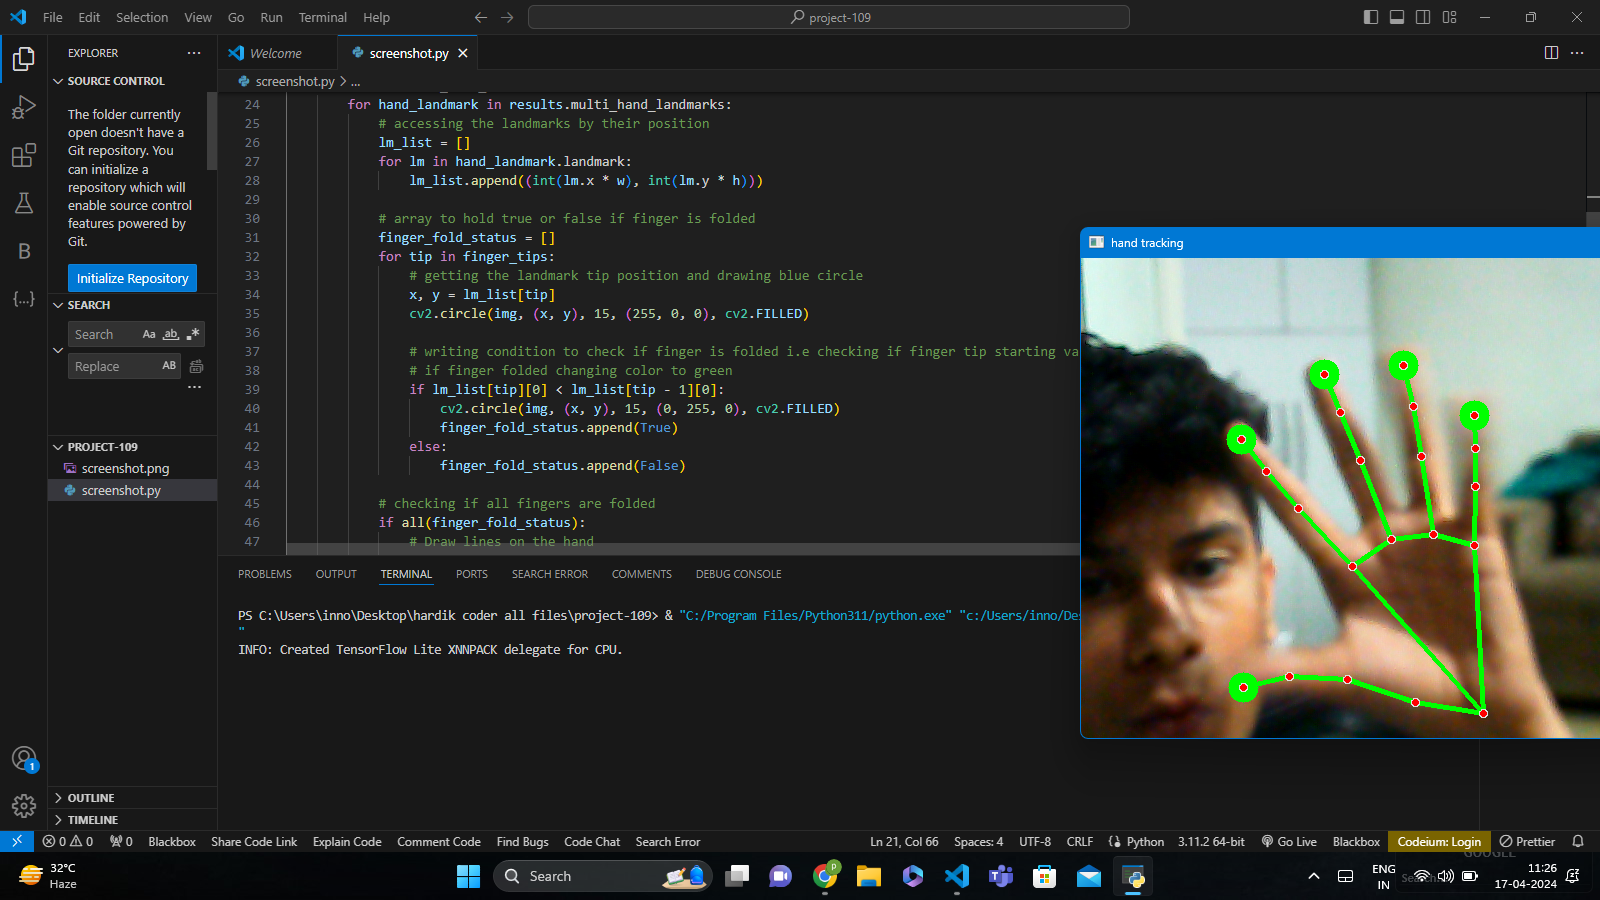 File Edit Selection View Go Run Terminal Help
project-109
EXPLORER
SOURCE CONTROL
The folder currently
open doesn't have a
Git repository. You
can initialize a
repository which will
enable source control
features powered by
Git.
Initialize Repository
SEARCH
Search Aa ab .*
Replace AB
PROJECT-109
screenshot.png
screenshot.py
OUTLINE
TIMELINE
Welcome screenshot.py
screenshot.py > ...
24 for hand_landmark in results.multi_hand_landmarks:
25 # accessing the landmarks by their position
26 lm_list = []
27 for lm in hand_landmark.landmark:
28 lm_list.append((int(lm.x * w), int(lm.y * h)))
29
30 # array to hold true or false if finger is folded
31 finger_fold_status = []
32 for tip in finger_tips:
33 # getting the landmark tip position and drawing blue circle
34 x, y = lm_list[tip]
35 cv2.circle(img, (x, y), 15, (255, 0, 0), cv2.FILLED)
36
37 # writing condition to check if finger is folded i.e checking if finger tip starting va
38 # if finger folded changing color to green
39 if lm_list[tip][0] < lm_list[tip - 1][0]:
40 cv2.circle(img, (x, y), 15, (0, 255, 0), cv2.FILLED)
41 finger_fold_status.append(True)
42 else:
43 finger_fold_status.append(False)
44
45 # checking if all fingers are folded
46 if all(finger_fold_status):
47 # Draw lines on the hand
hand tracking
PROBLEMS OUTPUT TERMINAL PORTS SEARCH ERROR COMMENTS DEBUG CONSOLE
PS C:\Users\inno\Desktop\hardik coder all files\project-109> & "C:/Program Files/Python311/python.exe" "c:/Users/inno/De
"
INFO: Created TensorFlow Lite XNNPACK delegate for CPU.
1
0 0 0 Blackbox Share Code Link Explain Code Comment Code Find Bugs Code Chat Search Error Ln 21, Col 66 Spaces: 4 UTF-8 CRLF Python 3.11.2 64-bit Go Live Blackbox Codeium: Login Prettier
32°C
Haze
Search
P
ENG
IN
11:26
17-04-2024